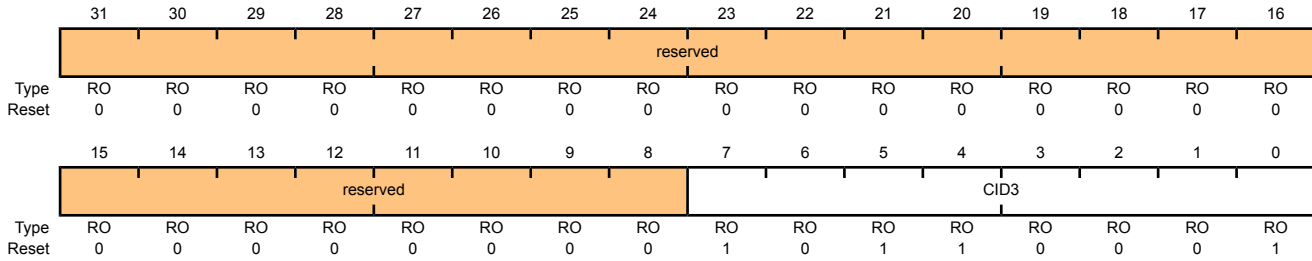 31 30 29 28 27 26 25 24 23 22 21 20 19 18 17 16
reserved
Type RO RO RO RO RO RO RO RO RO RO RO RO RO RO RO RO
Reset 0 0 0 0 0 0 0 0 0 0 0 0 0 0 0 0
15 14 13 12 11 10 9 8 7 6 5 4 3 2 1 0
reserved CID3
Type RO RO RO RO RO RO RO RO RO RO RO RO RO RO RO RO
Reset 0 0 0 0 0 0 0 0 1 0 1 1 0 0 0 1